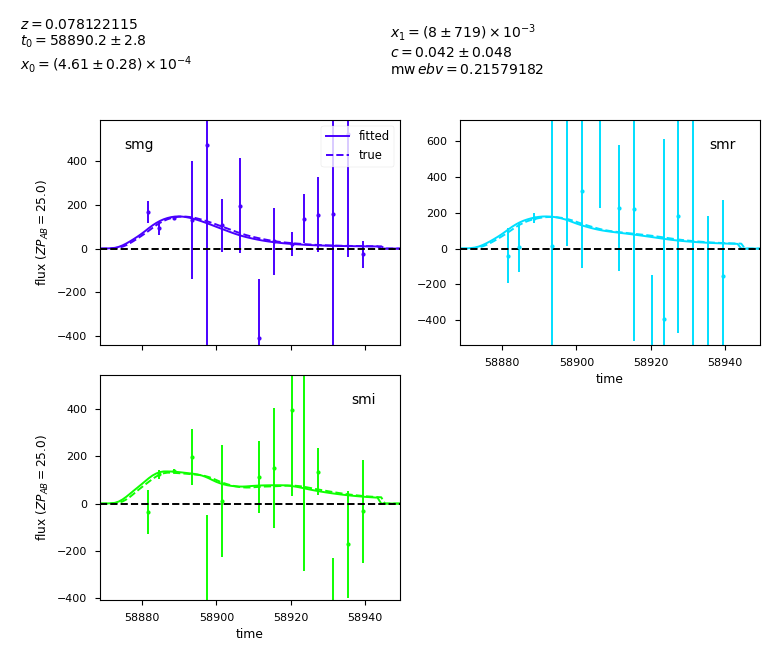 z = 0.078122115
t₀ = 58890.2 ± 2.8
x₀ = (4.61 ± 0.28) × 10⁻⁴
x₁ = (8 ± 719) × 10⁻³
c = 0.042 ± 0.048
mw ebv = 0.21579182
smg
fitted
true
400
200
0
−200
−400
flux (ZP_AB = 25.0)
smr
600
400
200
0
−200
−400
58880 58900 58920 58940
time
smi
400
200
0
−200
−400
flux (ZP_AB = 25.0)
58880 58900 58920 58940
time